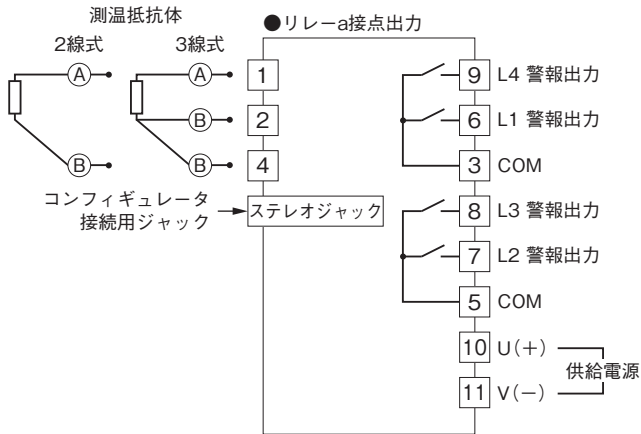 測温抵抗体
2線式
3線式
A
B
A
B
B
コンフィギュレータ
接続用ジャック
●リレーa接点出力
1
2
4
ステレオジャック
9 L4 警報出力
6 L1 警報出力
3 COM
8 L3 警報出力
7 L2 警報出力
5 COM
10 U(+)
11 V(−)
供給電源